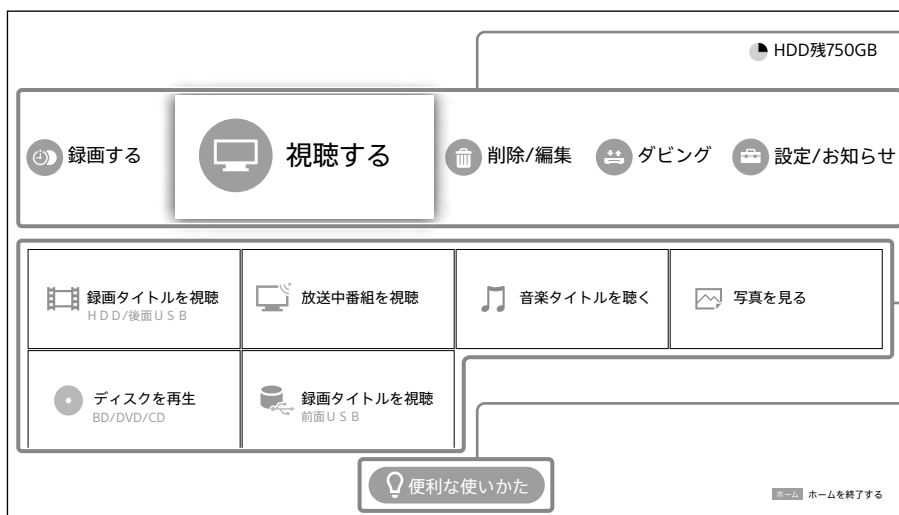 HDD残750GB
録画する
視聴する
削除/編集
ダビング
設定/お知らせ
録画タイトルを視聴
HDD/後面USB
放送中番組を視聴
音楽タイトルを聴く
写真を見る
ディスクを再生
BD/DVD/CD
録画タイトルを視聴
前面USB
便利な使いかた
ホーム ホームを終了する